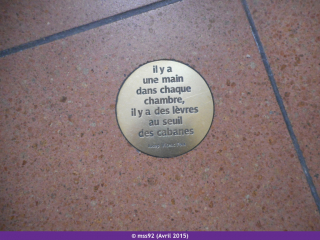 il y a
une main
dans chaque
chambre,
il y a des lèvres
au seuil
des cabanes
© mss92 (Avril 2015)